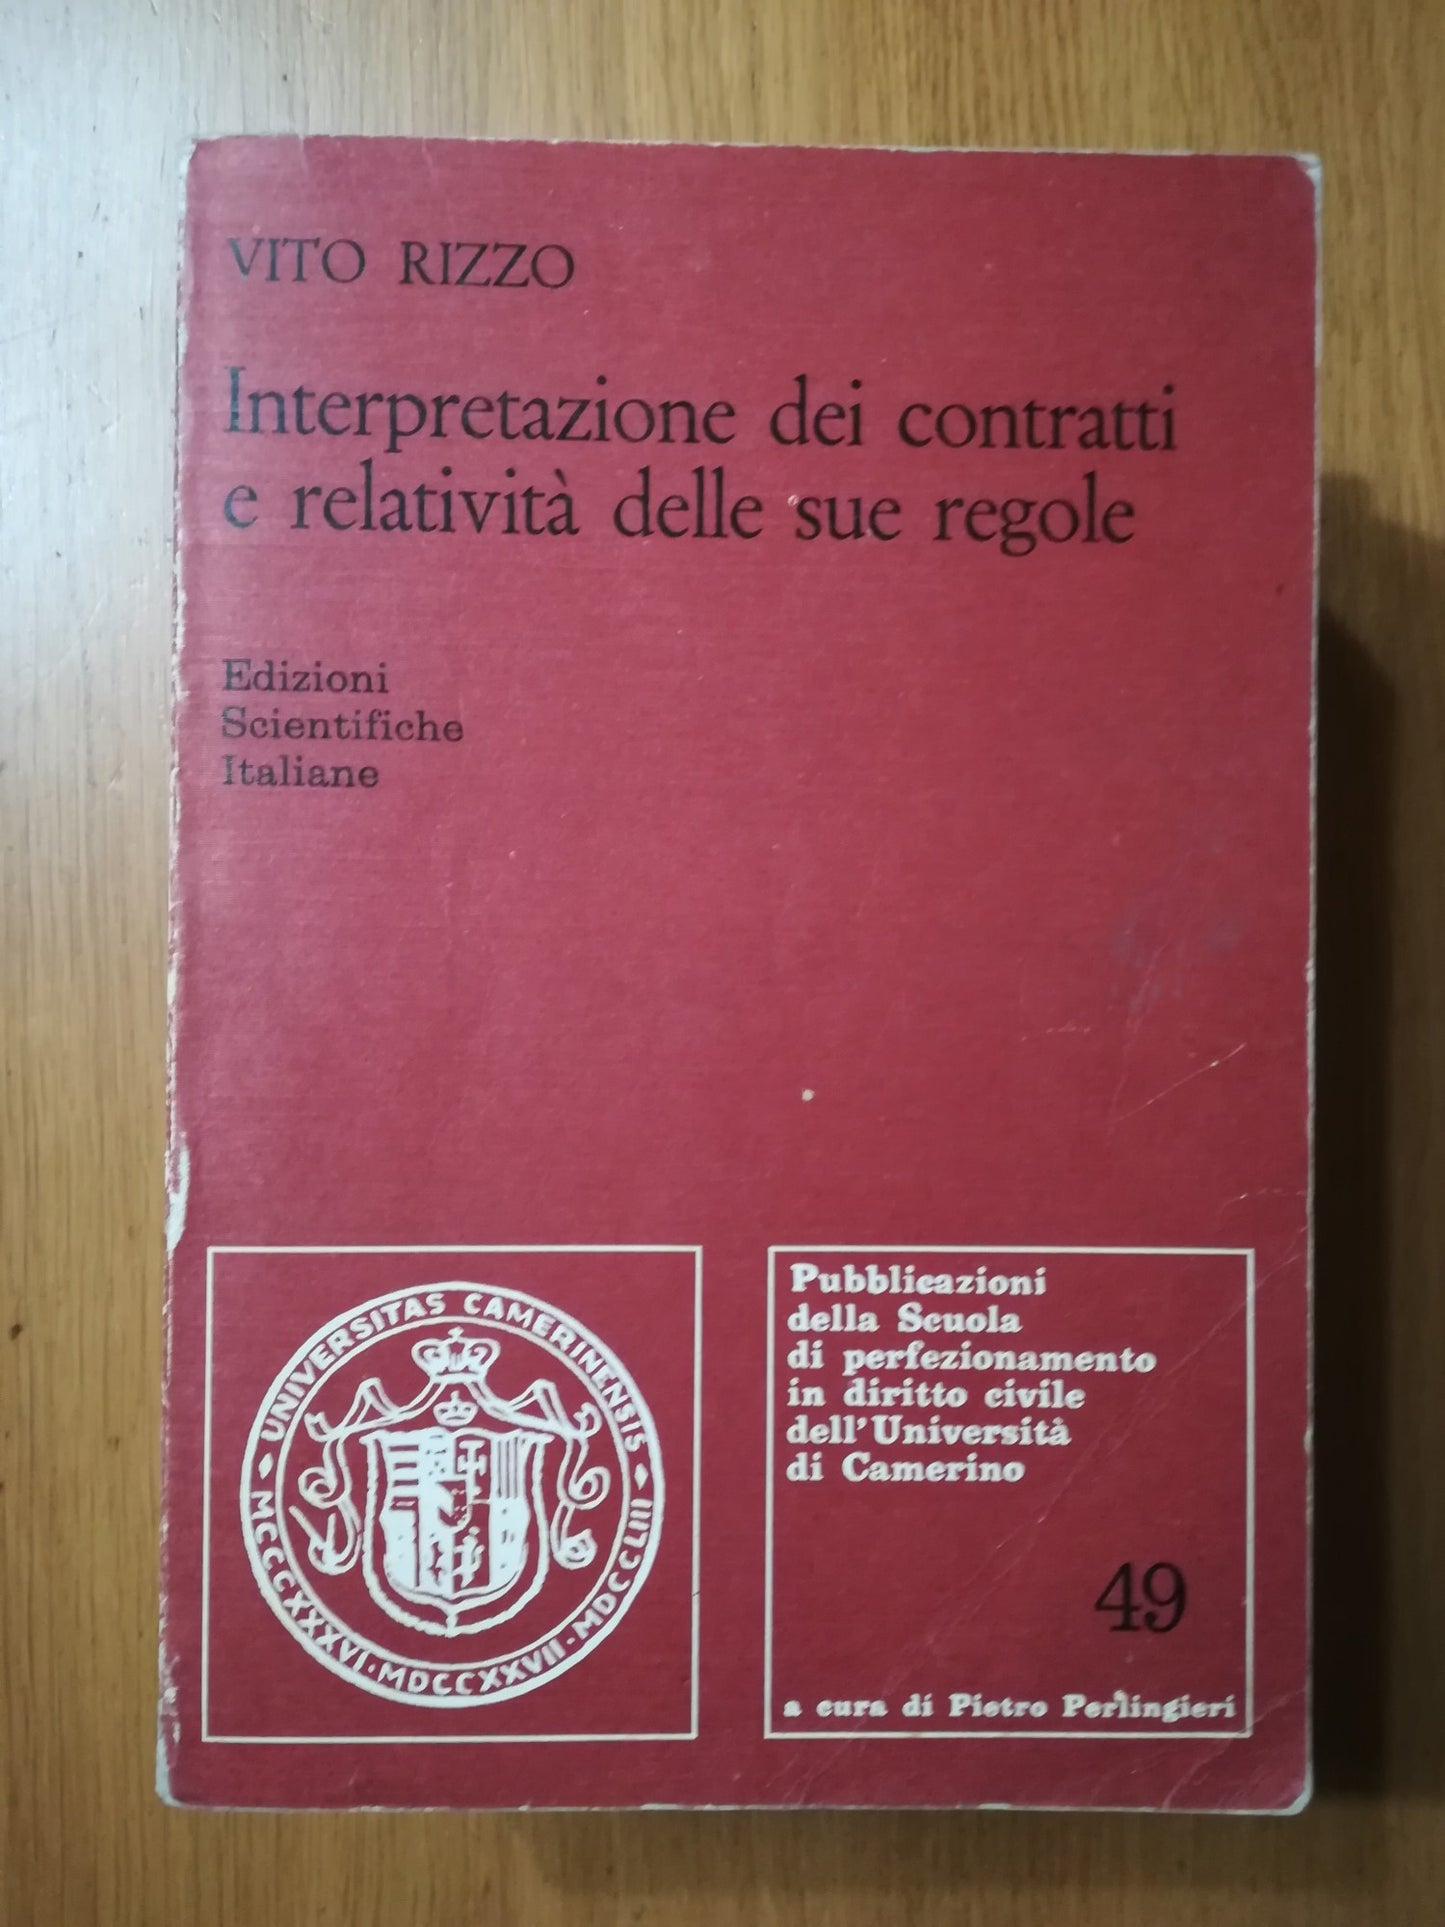 VITO RIZZO
Interpretazione dei contratti
e relatività delle sue regole
Edizioni
Scientifiche
Italiane
UNIVERSITAS CAMERINENSIS
MCCCXXXVI · MDCCXXVII · MDCCCLIII
Pubblicazioni
della Scuola
di perfezionamento
in diritto civile
dell'Università
di Camerino
49
a cura di Pietro Perlingieri